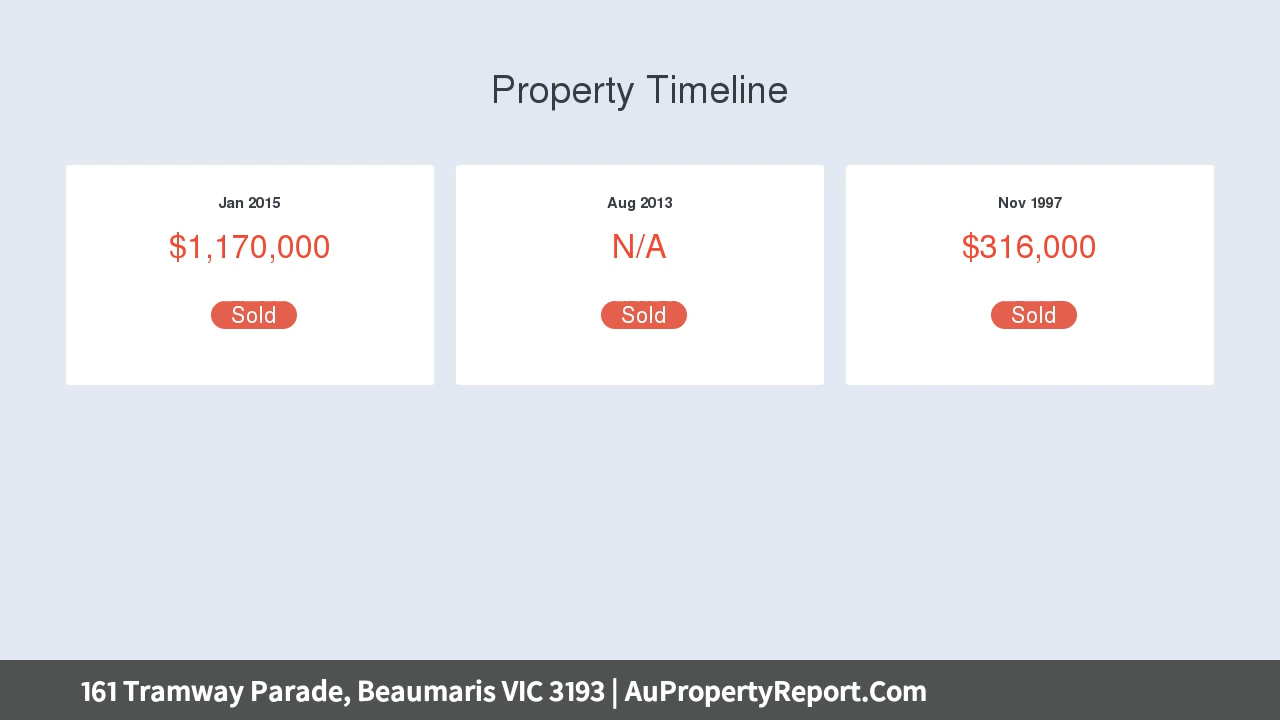 Property Timeline
Jan 2015
$1,170,000
Sold
Aug 2013
N/A
Sold
Nov 1997
$316,000
Sold
161 Tramway Parade, Beaumaris VIC 3193 | AuPropertyReport.Com